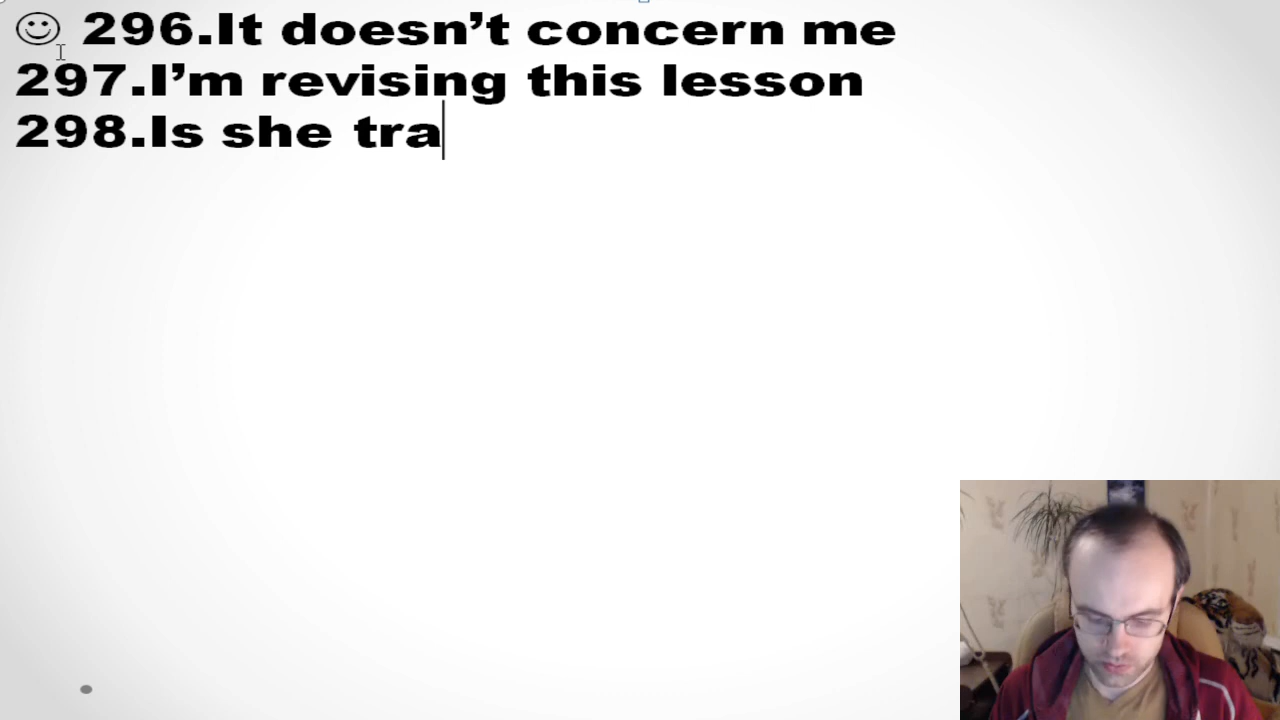 ☺ 296.It doesn’t concern me
297.I’m revising this lesson
298.Is she tra